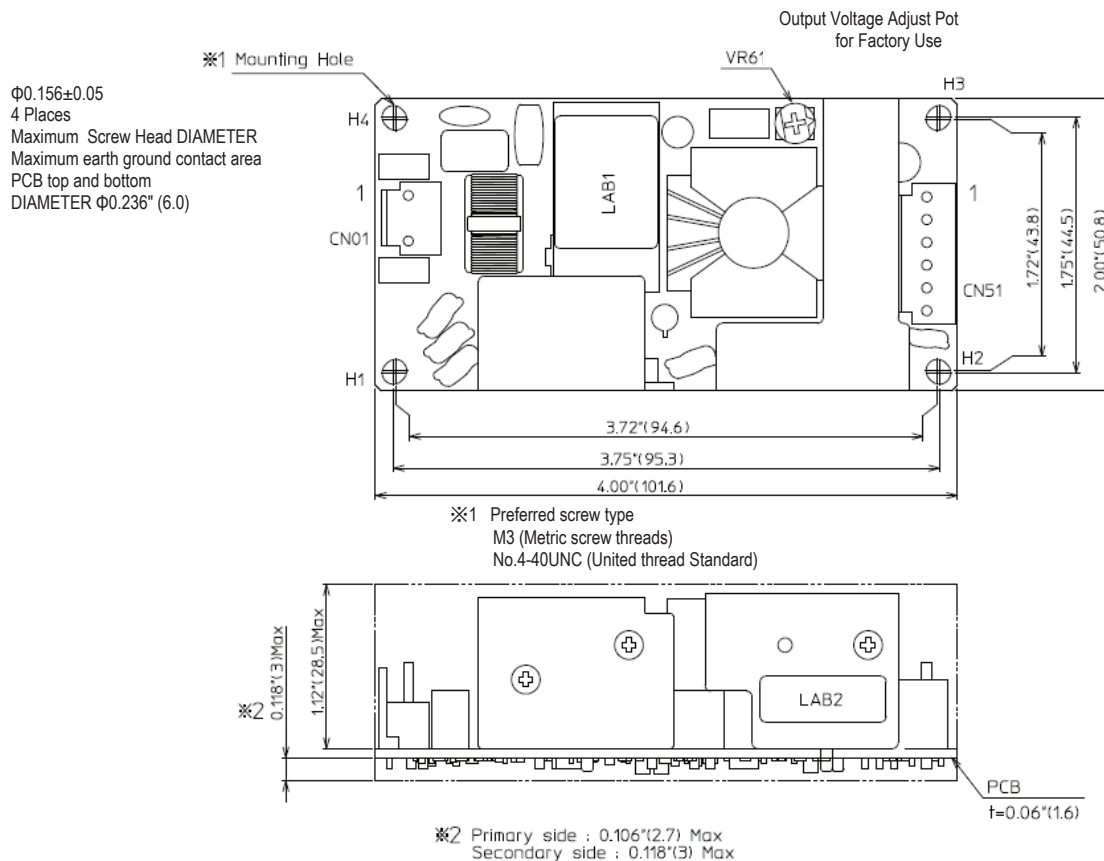 Output Voltage Adjust Pot
for Factory Use
※1 Mounting Hole
VR61
H3
Φ0.156±0.05
4 Places
Maximum Screw Head DIAMETER
Maximum earth ground contact area
PCB top and bottom
DIAMETER Φ0.236" (6.0)
H4
1
CN01
LAB1
1
CN51
1.72"(43.8)
1.75"(44.5)
2.00"(50.8)
H1
H2
3.72"(94.6)
3.75"(95.3)
4.00"(101.6)
※1 Preferred screw type
M3 (Metric screw threads)
No.4-40UNC (United thread Standard)
※2
0.118"(3)Max
1.12"(28.5)Max
LAB2
PCB
t=0.06"(1.6)
※2 Primary side : 0.106"(2.7) Max
Secondary side : 0.118"(3) Max